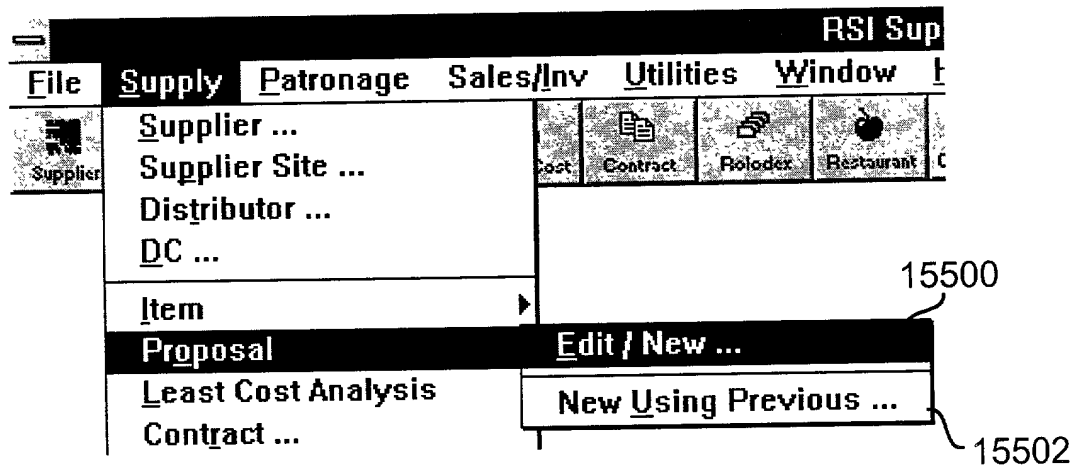 RSI Sup
File Supply Patronage Sales/Inv Utilities Window H
Supplier Cost Contract Rolodex Restaurant
Supplier ...
Supplier Site ...
Distributor ...
DC ...
15500
Item
Proposal Edit / New ...
Least Cost Analysis
New Using Previous ...
Contract ...
15502